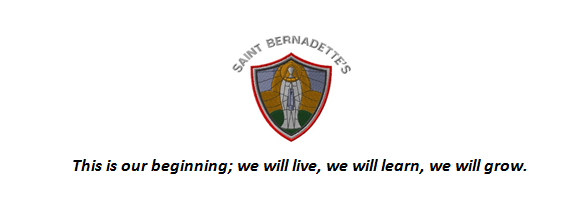 SAINT BERNADETTE'S
This is our beginning; we will live, we will learn, we will grow.